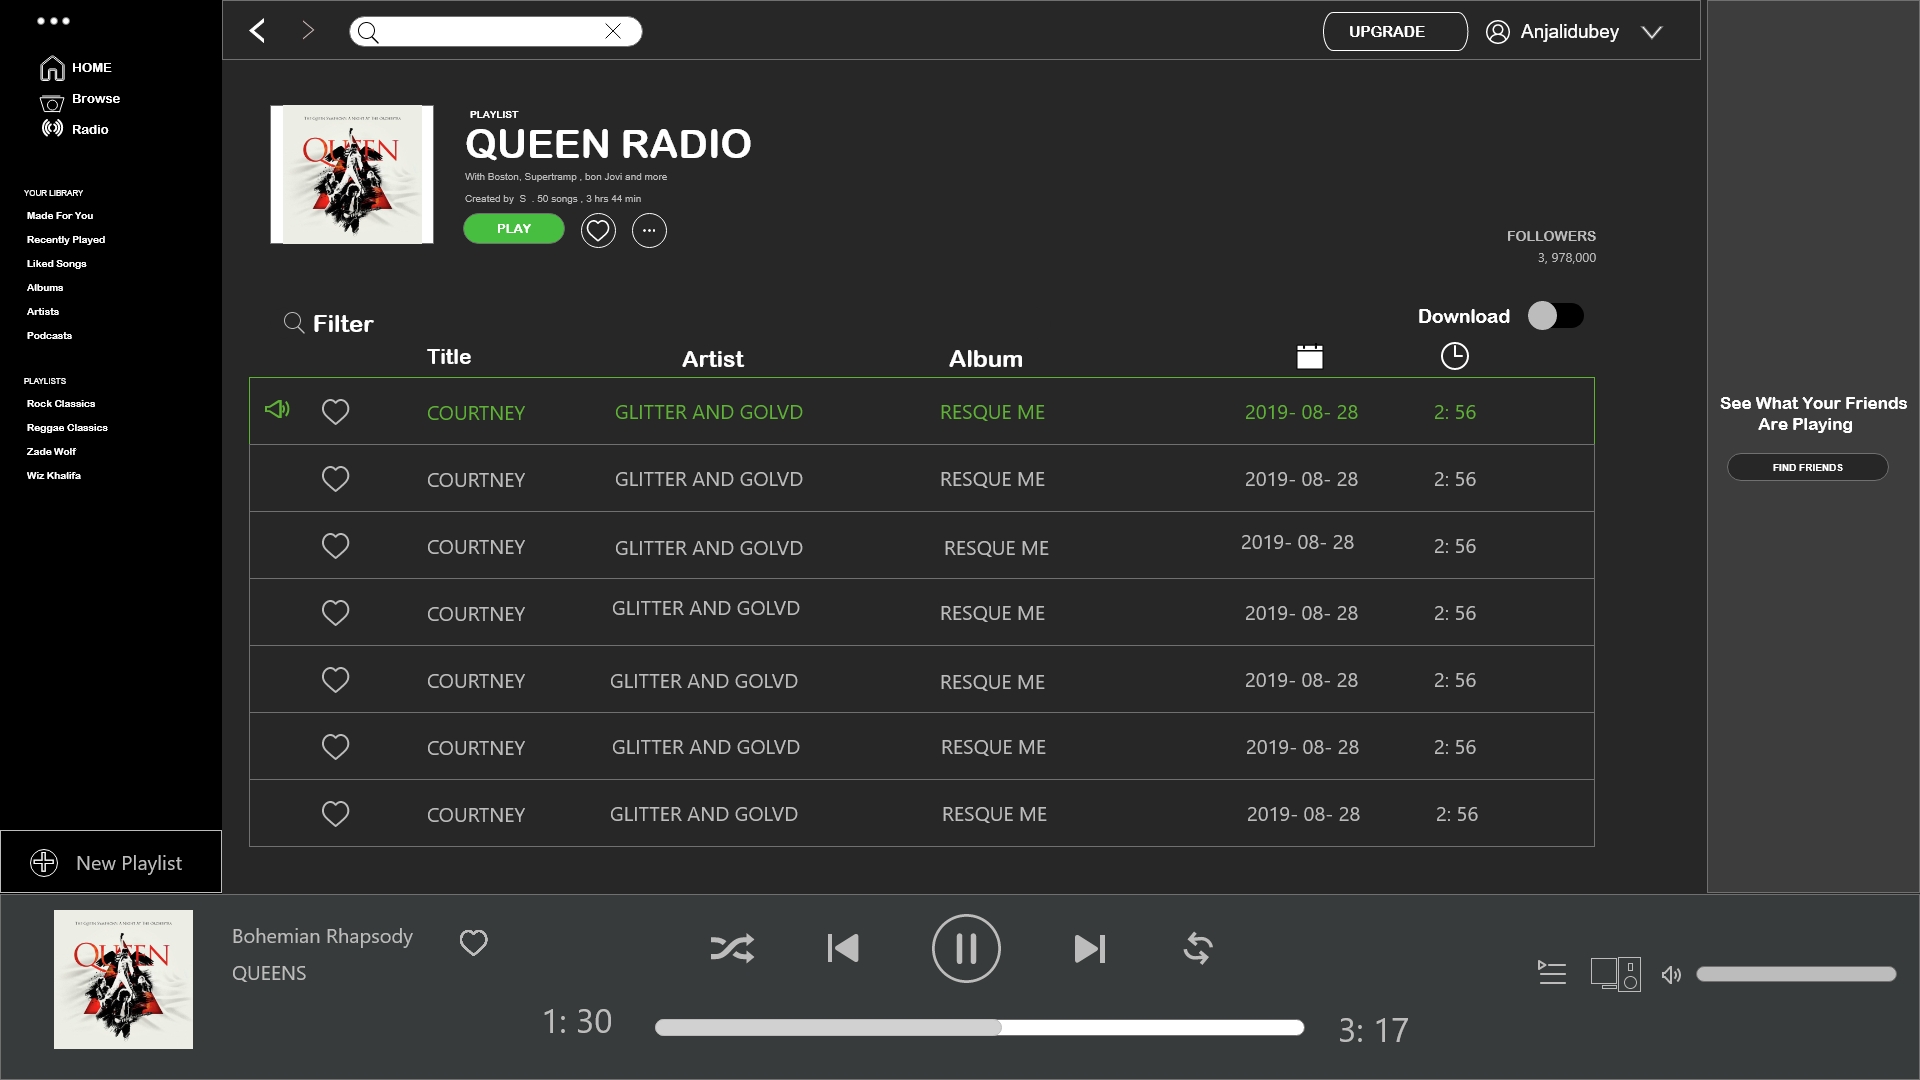 HOME
Browse
Radio
YOUR LIBRARY
Made For You
Recently Played
Liked Songs
Albums
Artists
Podcasts
PLAYLISTS
Rock Classics
Reggae Classics
Zade Wolf
Wiz Khalifa
New Playlist
UPGRADE
Anjalidubey
QUEEN
PLAYLIST
QUEEN RADIO
With Boston, Supertramp , bon Jovi and more
Created by S . 50 songs , 3 hrs 44 min
PLAY
FOLLOWERS
3, 978,000
Filter
Download
Title Artist Album
COURTNEY GLITTER AND GOLVD RESQUE ME 2019- 08- 28 2: 56
COURTNEY GLITTER AND GOLVD RESQUE ME 2019- 08- 28 2: 56
COURTNEY GLITTER AND GOLVD RESQUE ME 2019- 08- 28 2: 56
COURTNEY GLITTER AND GOLVD RESQUE ME 2019- 08- 28 2: 56
COURTNEY GLITTER AND GOLVD RESQUE ME 2019- 08- 28 2: 56
COURTNEY GLITTER AND GOLVD RESQUE ME 2019- 08- 28 2: 56
COURTNEY GLITTER AND GOLVD RESQUE ME 2019- 08- 28 2: 56
See What Your Friends
Are Playing
FIND FRIENDS
QUEEN
Bohemian Rhapsody
QUEENS
1: 30
3: 17